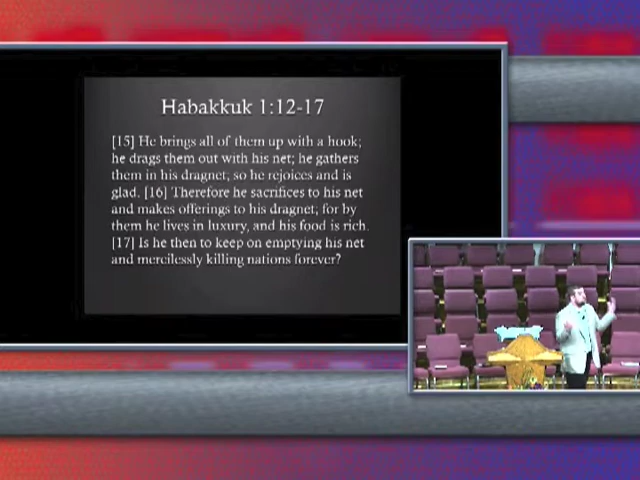 Habakkuk 1:12-17
[15] He brings all of them up with a hook;
he drags them out with his net; he gathers
them in his dragnet; so he rejoices and is
glad. [16] Therefore he sacrifices to his net
and makes offerings to his dragnet; for by
them he lives in luxury, and his food is rich.
[17] Is he then to keep on emptying his net
and mercilessly killing nations forever?